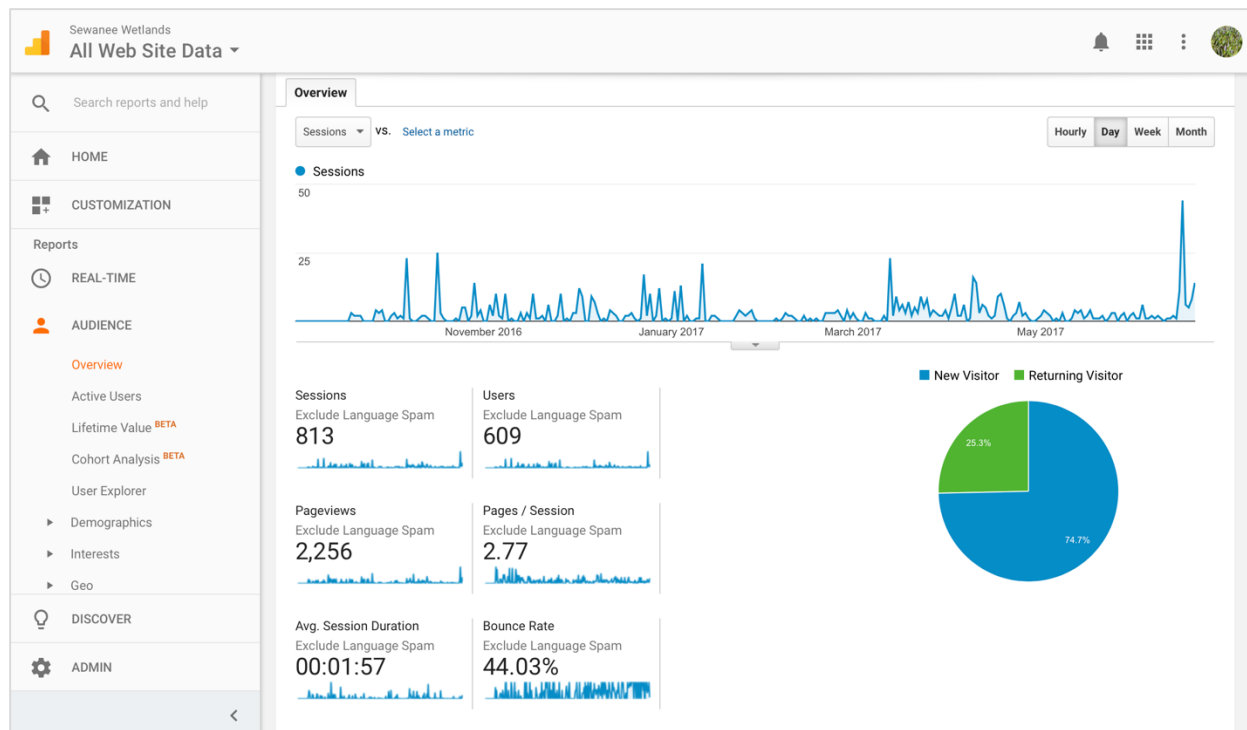 Sewanee Wetlands
All Web Site Data
Search reports and help
HOME
CUSTOMIZATION
Reports
REAL-TIME
AUDIENCE
Overview
Active Users
Lifetime Value BETA
Cohort Analysis BETA
User Explorer
Demographics
Interests
Geo
DISCOVER
ADMIN
Overview
Sessions VS. Select a metric
Hourly Day Week Month
Sessions
50
25
November 2016 January 2017 March 2017 May 2017
New Visitor Returning Visitor
25.3%
74.7%
Sessions
Exclude Language Spam
813
Users
Exclude Language Spam
609
Pageviews
Exclude Language Spam
2,256
Pages / Session
Exclude Language Spam
2.77
Avg. Session Duration
Exclude Language Spam
00:01:57
Bounce Rate
Exclude Language Spam
44.03%